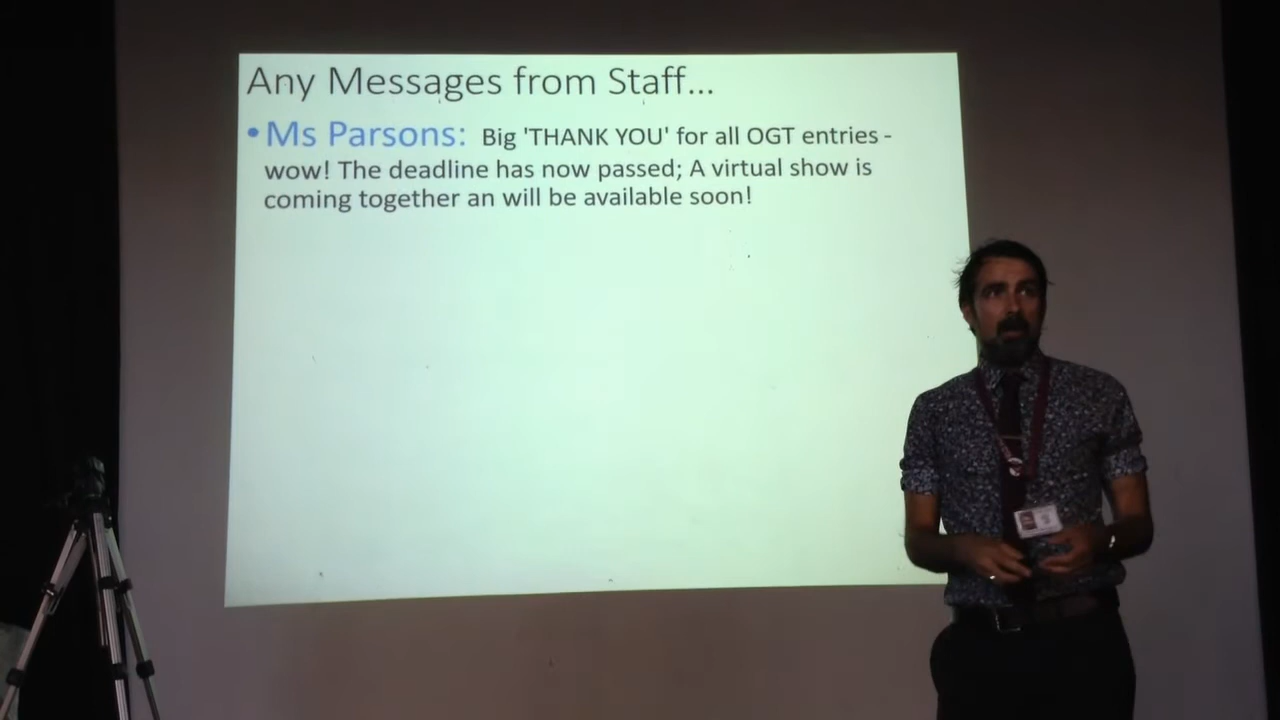 Any Messages from Staff...
• Ms Parsons: Big 'THANK YOU' for all OGT entries -
wow! The deadline has now passed; A virtual show is
coming together an will be available soon!